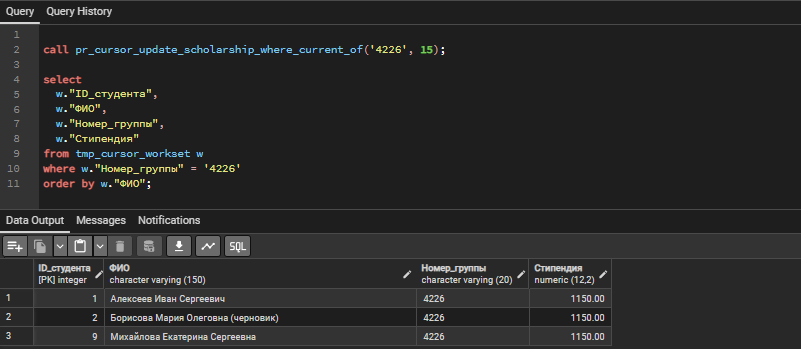 Query Query History
1
2 call pr_cursor_update_scholarship_where_current_of('4226', 15);
3
4 select
5 w."ID_студента",
6 w."ФИО",
7 w."Номер_группы",
8 w."Стипендия"
9 from tmp_cursor_workset w
10 where w."Номер_группы" = '4226'
11 order by w."ФИО";
Data Output Messages Notifications
SQL
ID_студента ФИО Номер_группы Стипендия
[PK] integer character varying (150) character varying (20) numeric (12,2)
1 1 Алексеев Иван Сергеевич 4226 1150.00
2 2 Борисова Мария Олеговна (черновик) 4226 1150.00
3 9 Михайлова Екатерина Сергеевна 4226 1150.00